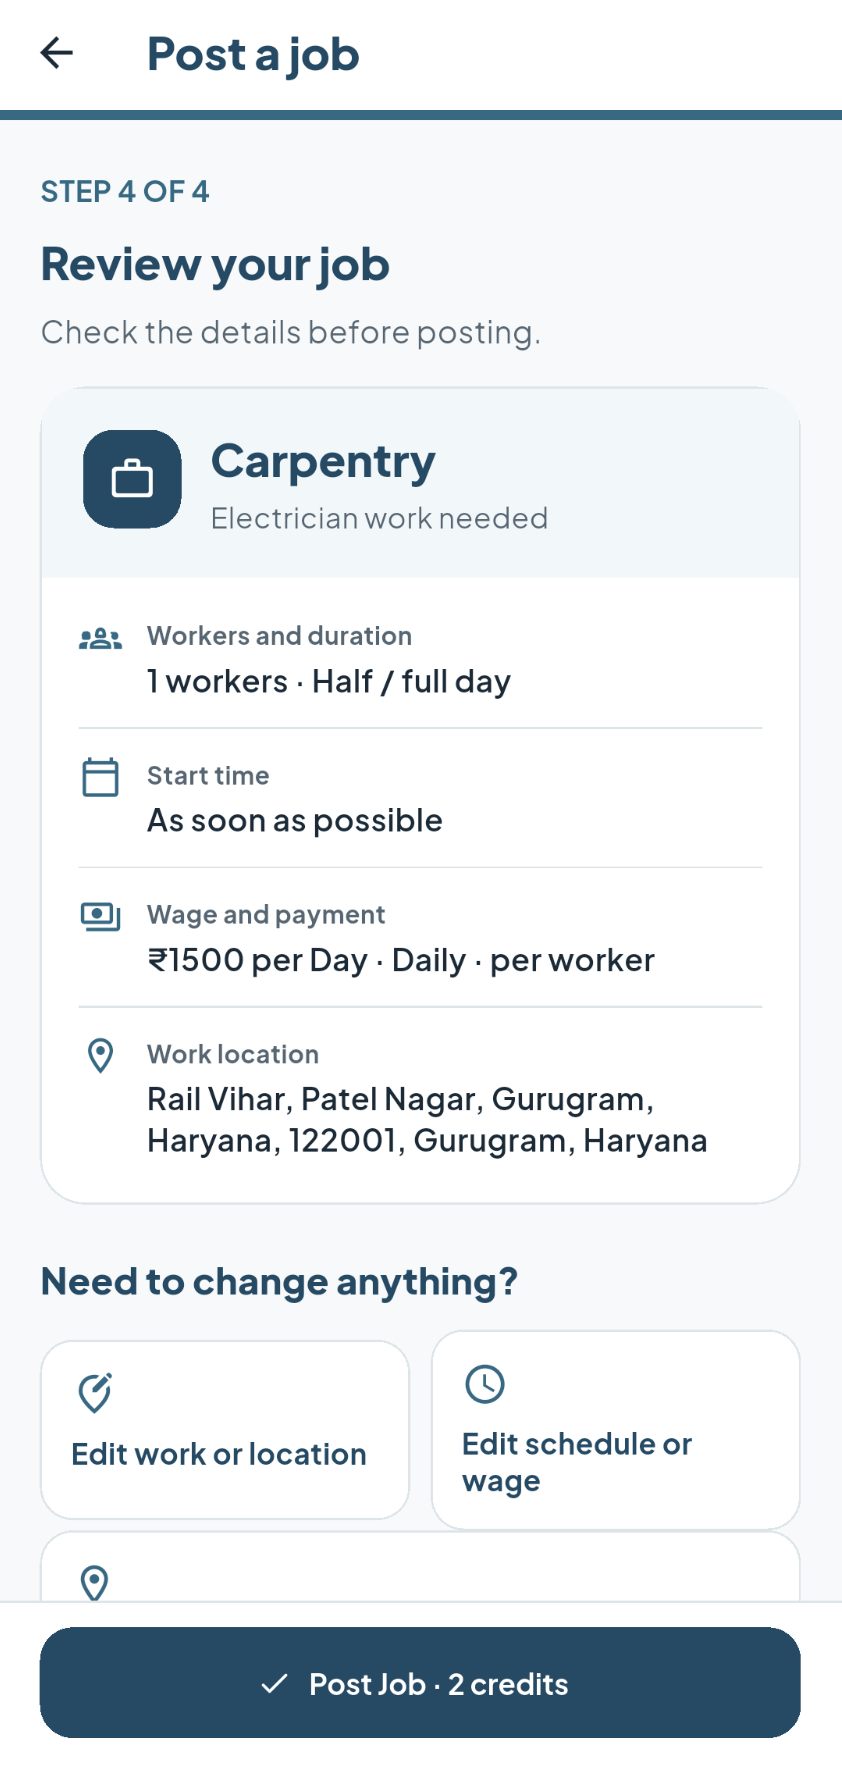 Post a job
STEP 4 OF 4
Review your job
Check the details before posting.
Carpentry
Electrician work needed
Workers and duration
1 workers · Half / full day
Start time
As soon as possible
Wage and payment
₹1500 per Day · Daily · per worker
Work location
Rail Vihar, Patel Nagar, Gurugram,
Haryana, 122001, Gurugram, Haryana
Need to change anything?
Edit work or location
Edit schedule or
wage
Post Job · 2 credits